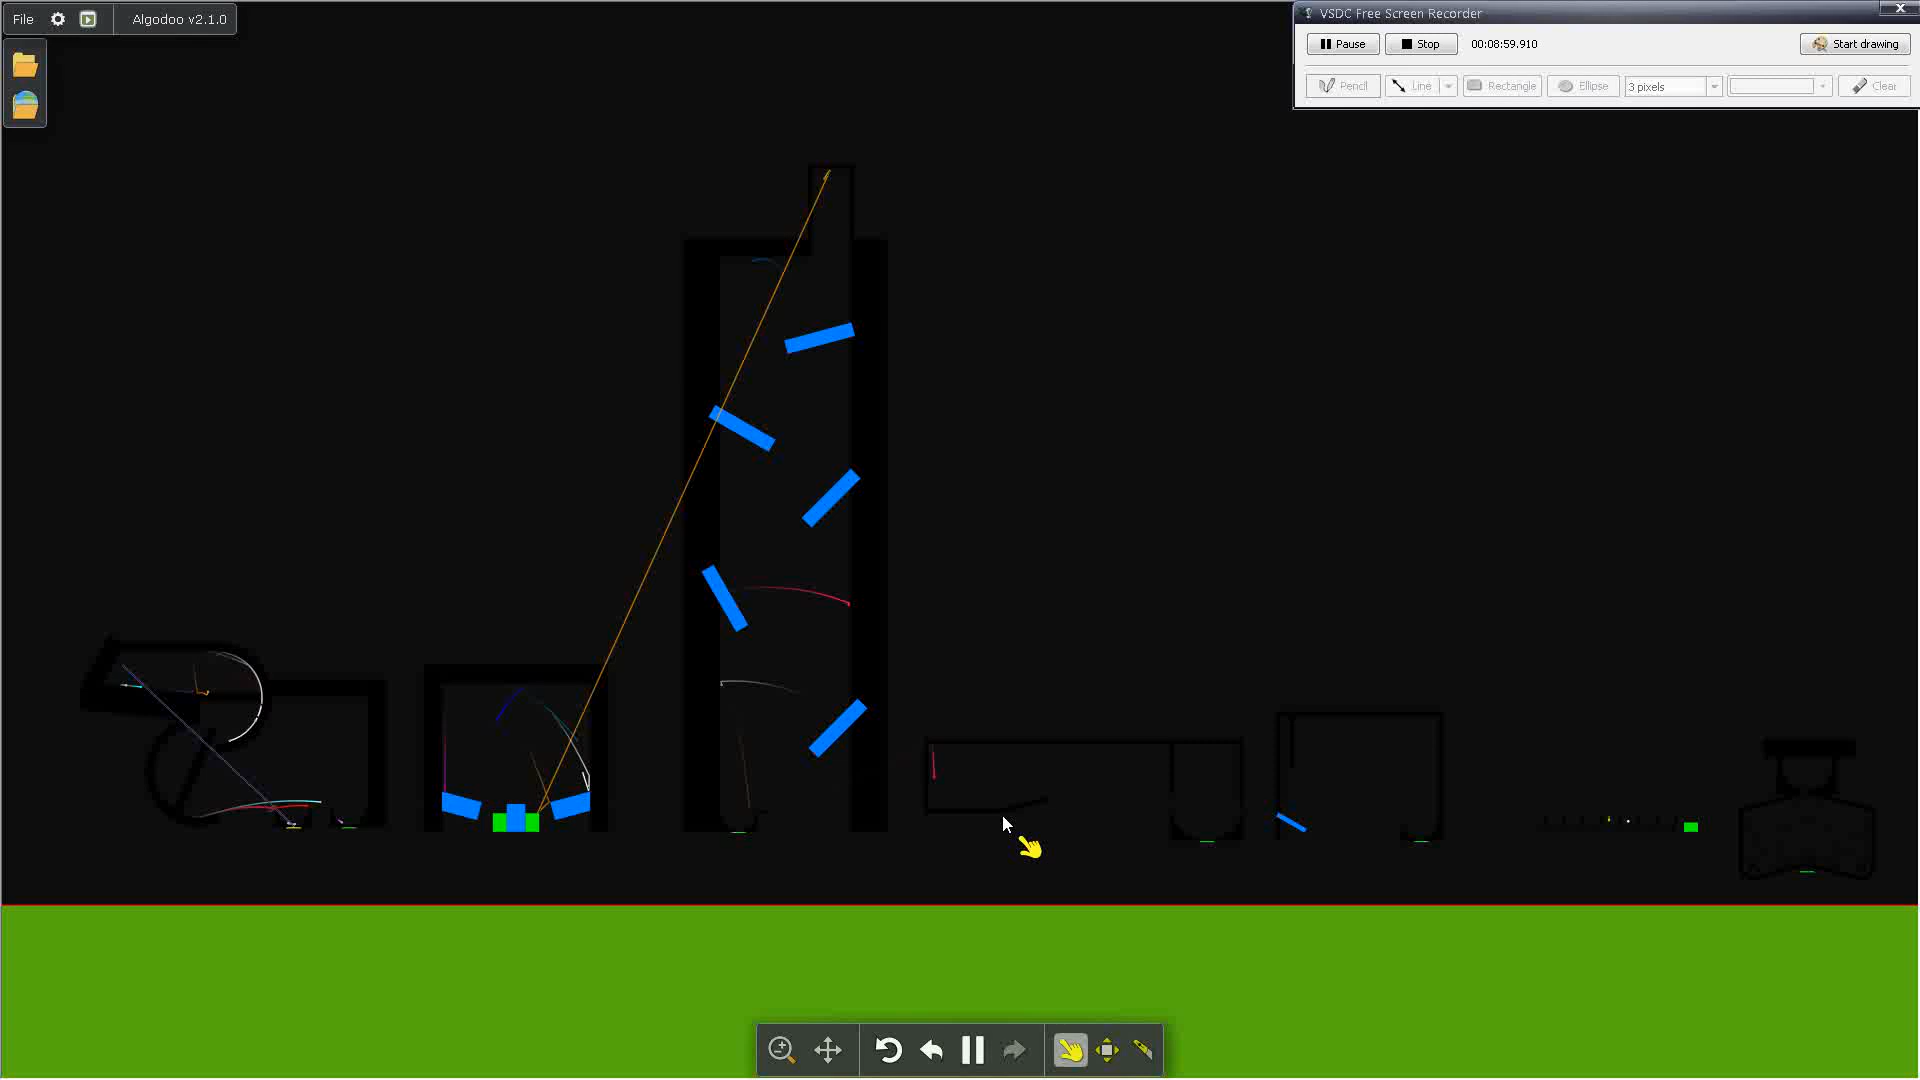 File
Algodoo v2.1.0
VSDC Free Screen Recorder
Pause
Stop
00:08:59.910
Start drawing
Pencil
Line
Rectangle
Ellipse
3 pixels
Clear